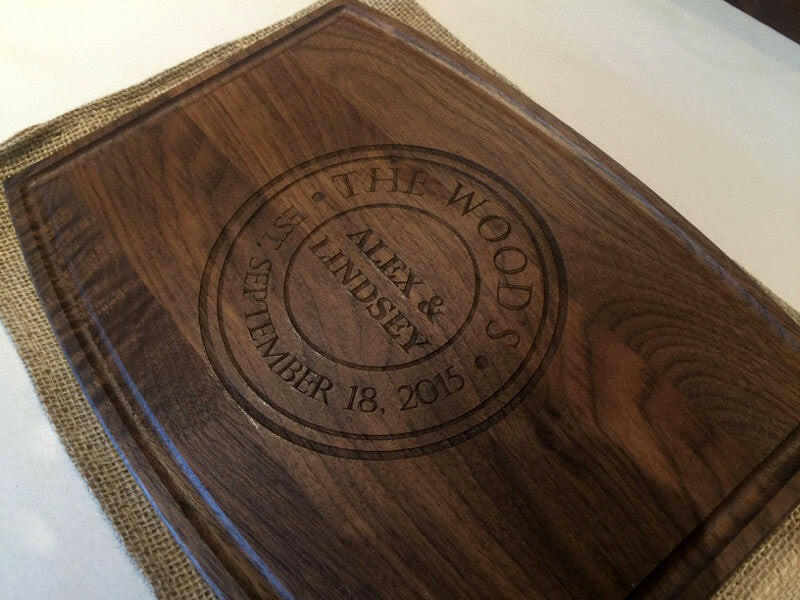 THE WOOD'S
ALEX &
LINDSEY
EST. SEPTEMBER 18, 2015